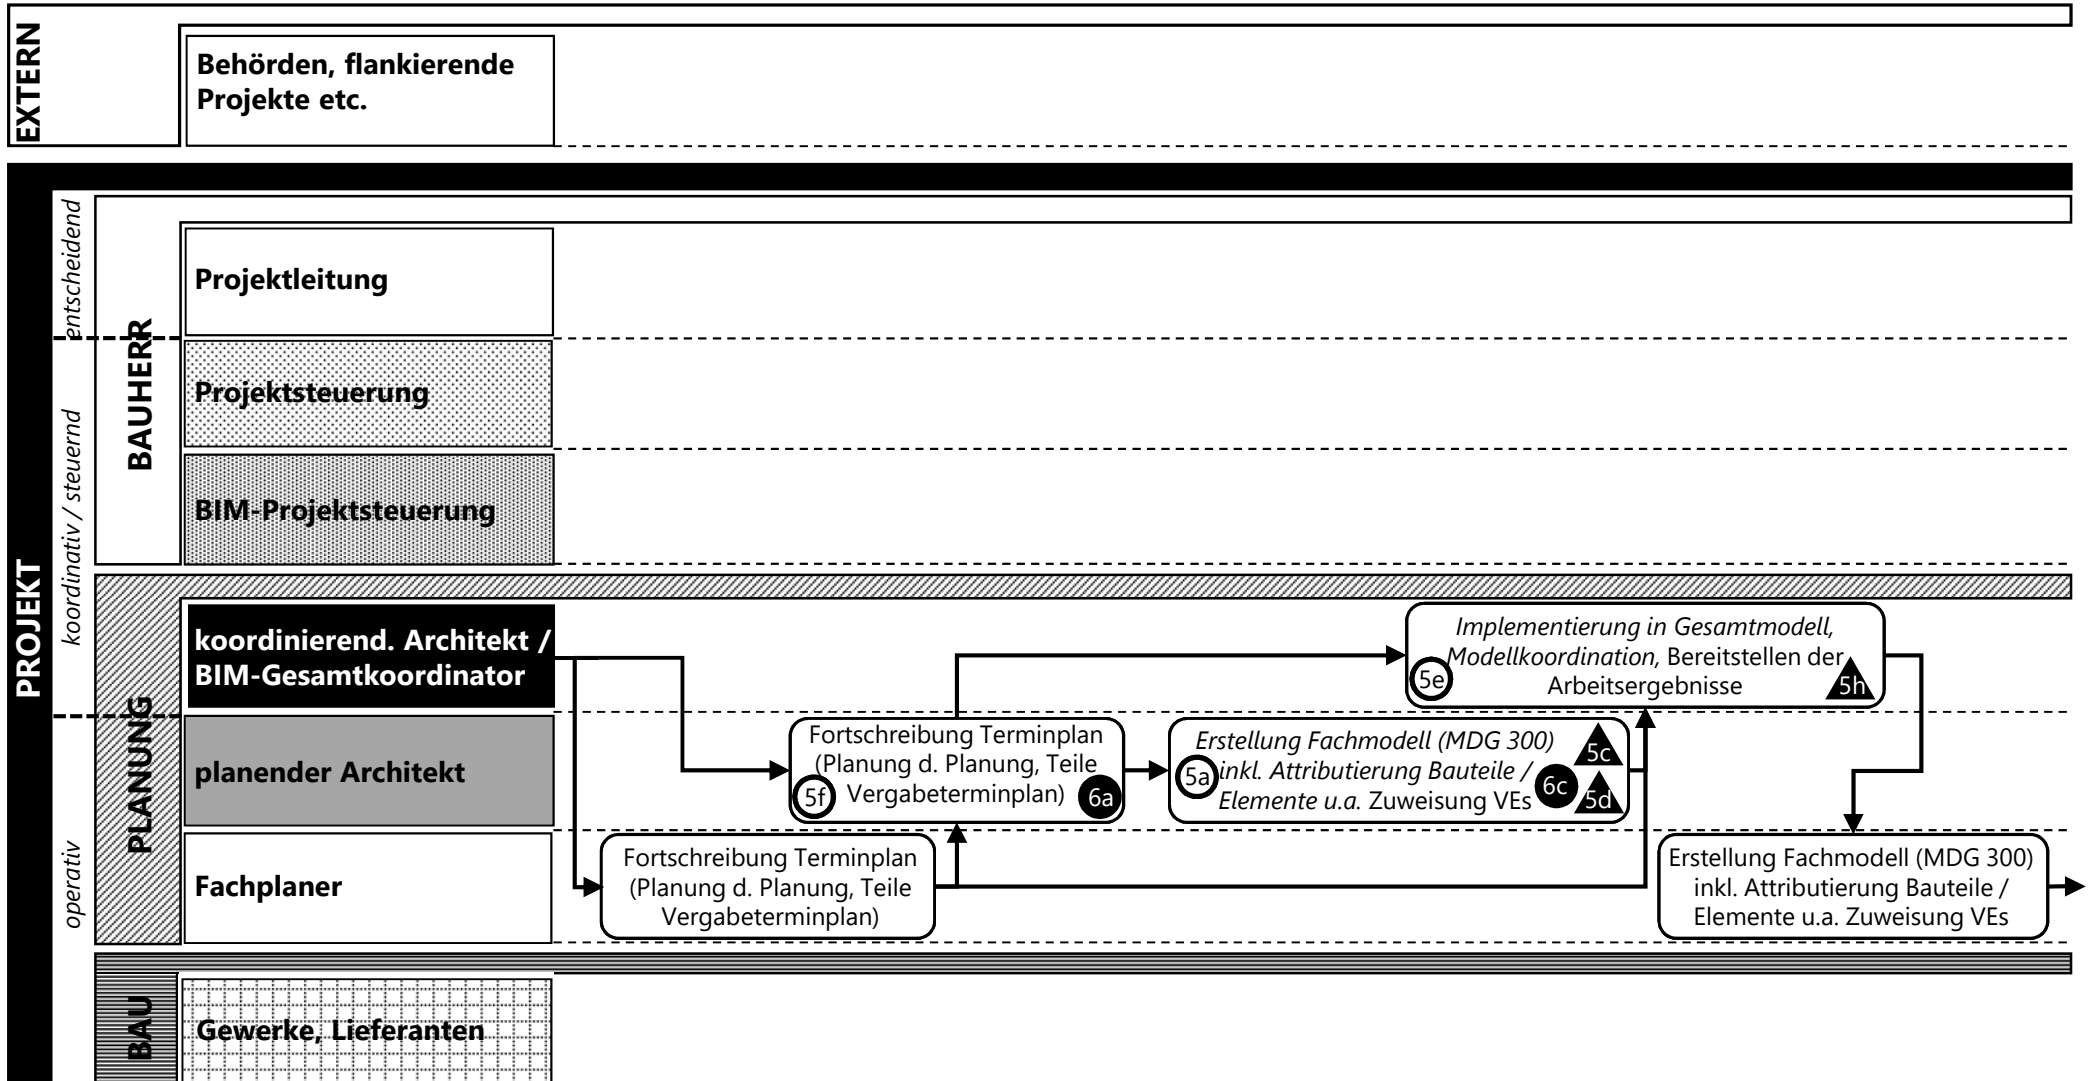 EXTERN
Behörden, flankierende
Projekte etc.
PROJEKT
entscheidend
koordinativ / steuernd
operativ
BAUHERR
Projektleitung
Projektsteuerung
BIM-Projektsteuerung
PLANUNG
koordinierend. Architekt /
BIM-Gesamtkoordinator
Implementierung in Gesamtmodell,
Modellkoordination, Bereitstellen der
Arbeitsergebnisse
5e
5h
planender Architekt
Fortschreibung Terminplan
(Planung d. Planung, Teile
Vergabeterminplan)
5f
6a
Erstellung Fachmodell (MDG 300)
inkl. Attributierung Bauteile /
Elemente u.a. Zuweisung VEs
5a
5c
6c
5d
Fachplaner
Fortschreibung Terminplan
(Planung d. Planung, Teile
Vergabeterminplan)
Erstellung Fachmodell (MDG 300)
inkl. Attributierung Bauteile /
Elemente u.a. Zuweisung VEs
BAU
Gewerke, Lieferanten